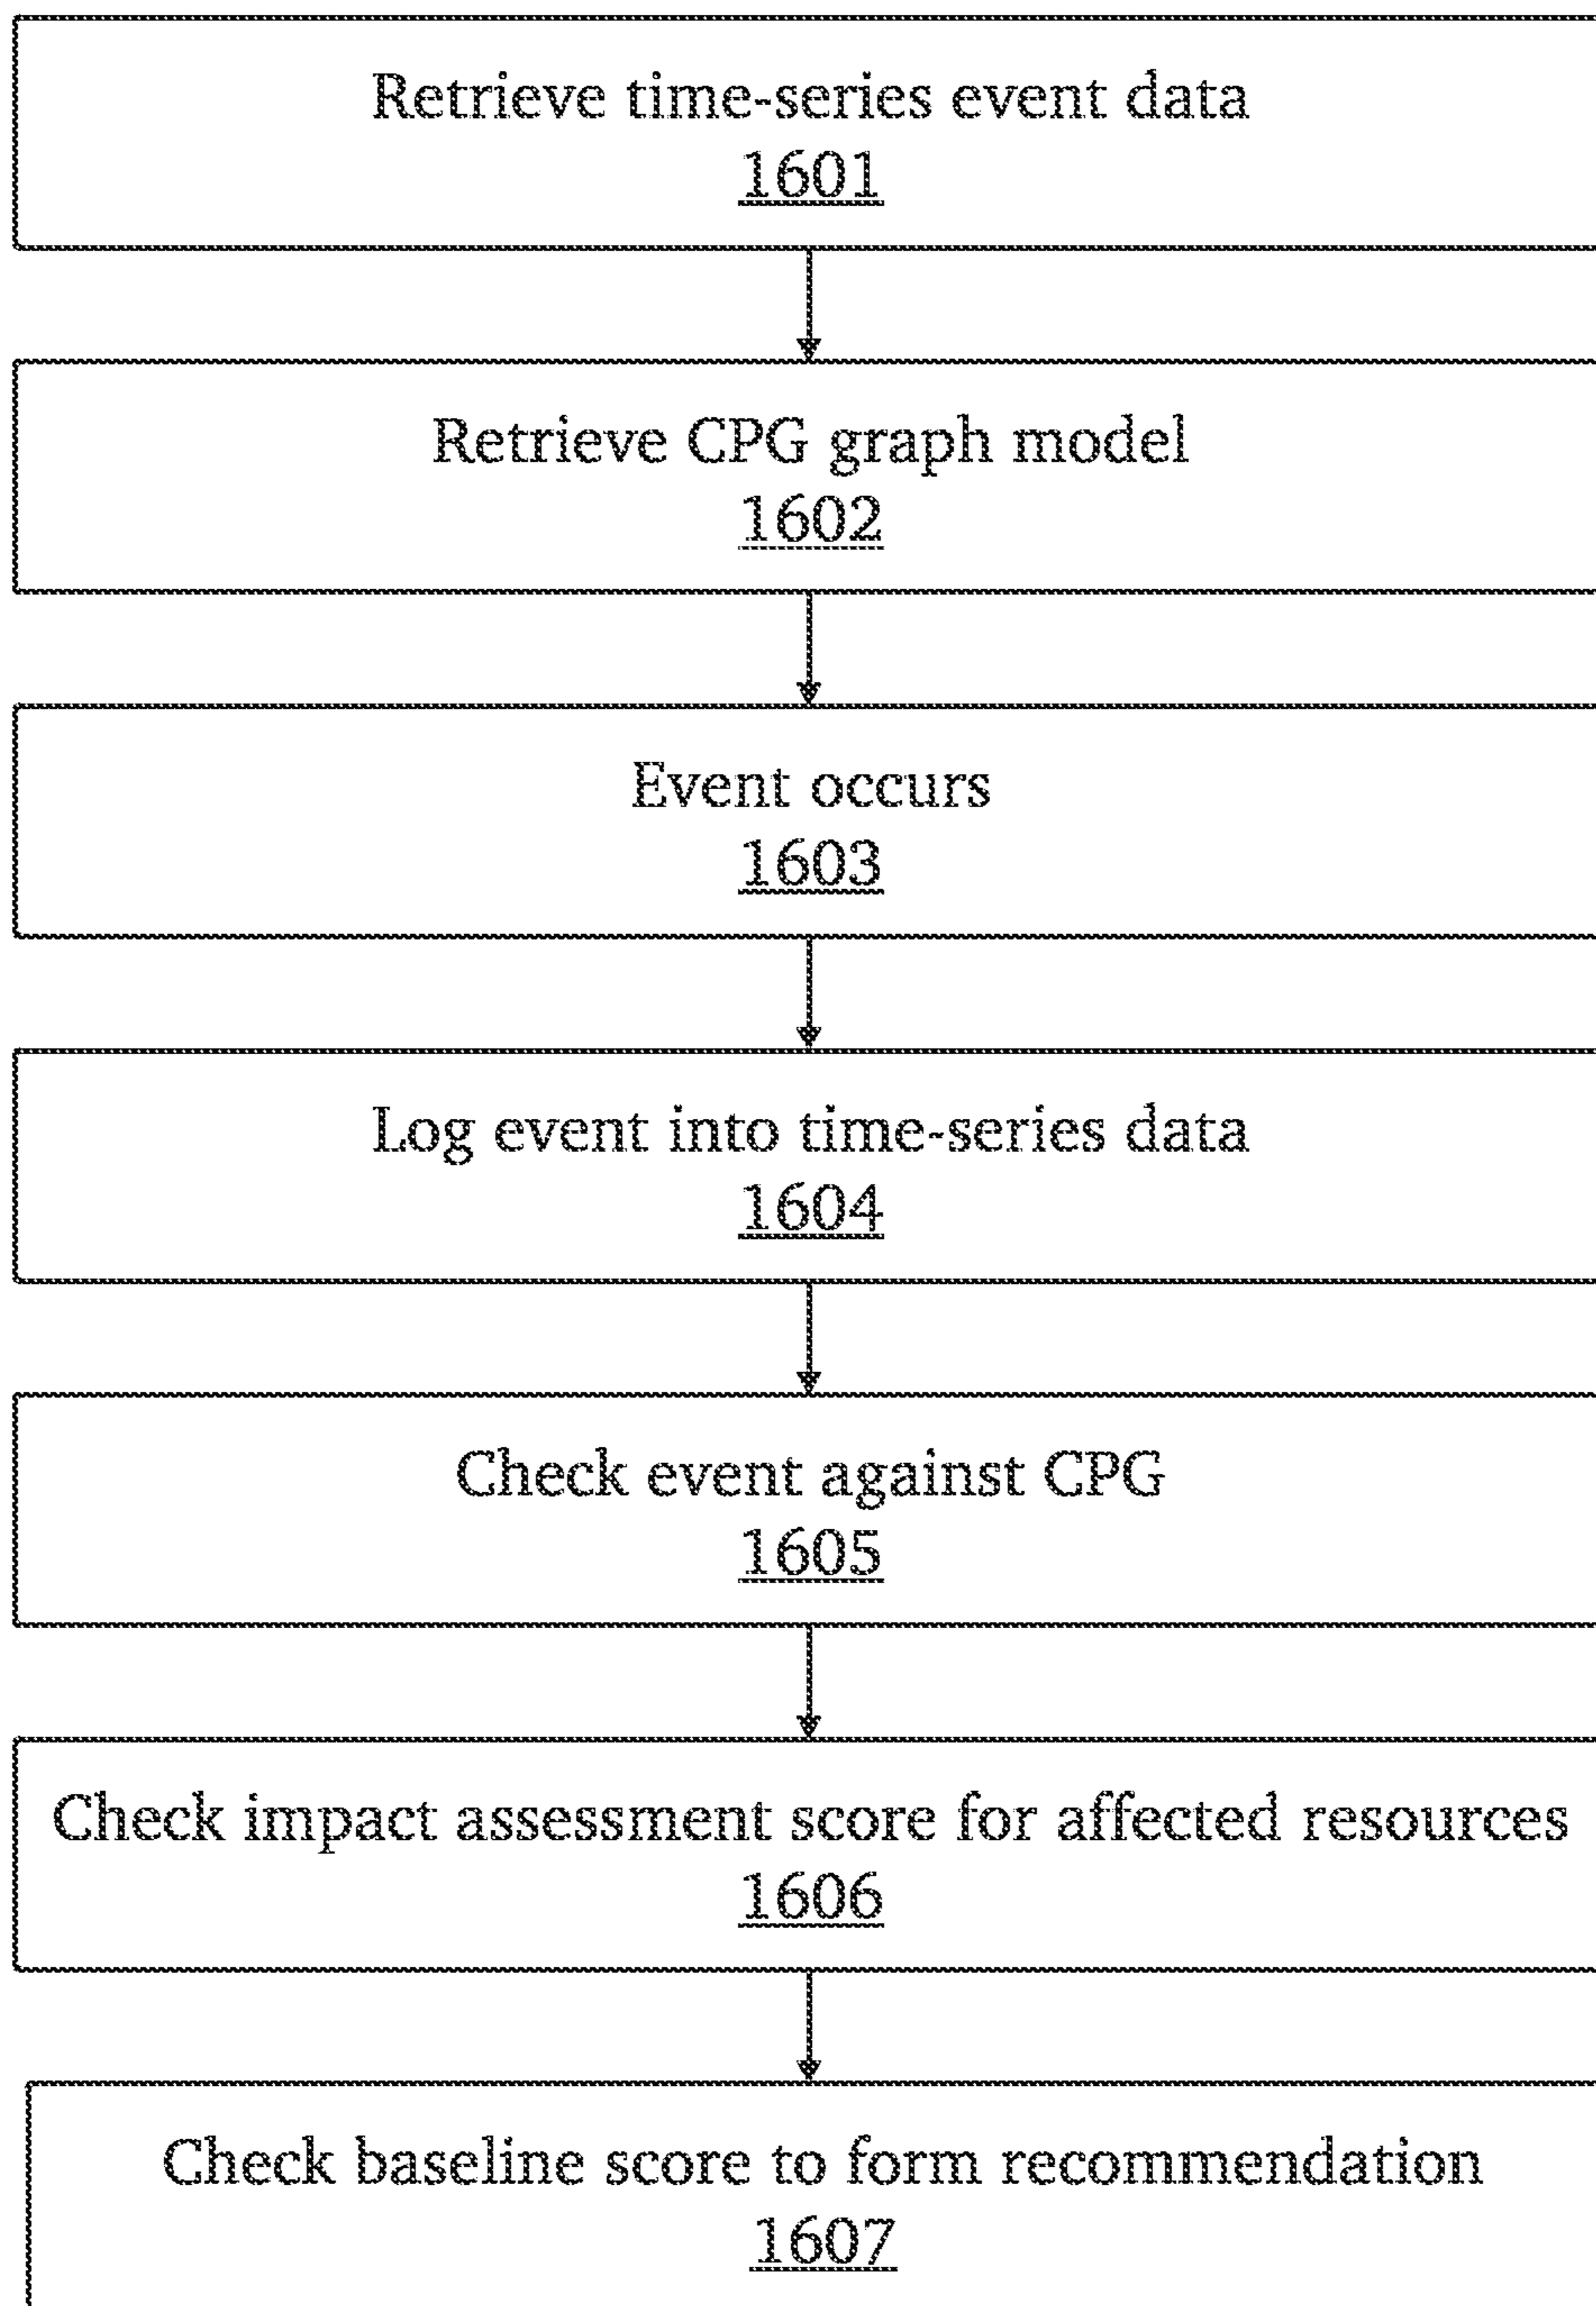 Retrieve time-series event data
1601
Retrieve CPG graph model
1602
Event occurs
1603
Log event into time-series data
1604
Check event against CPG
1605
Check impact assessment score for affected resources
1606
Check baseline score to form recommendation
1607